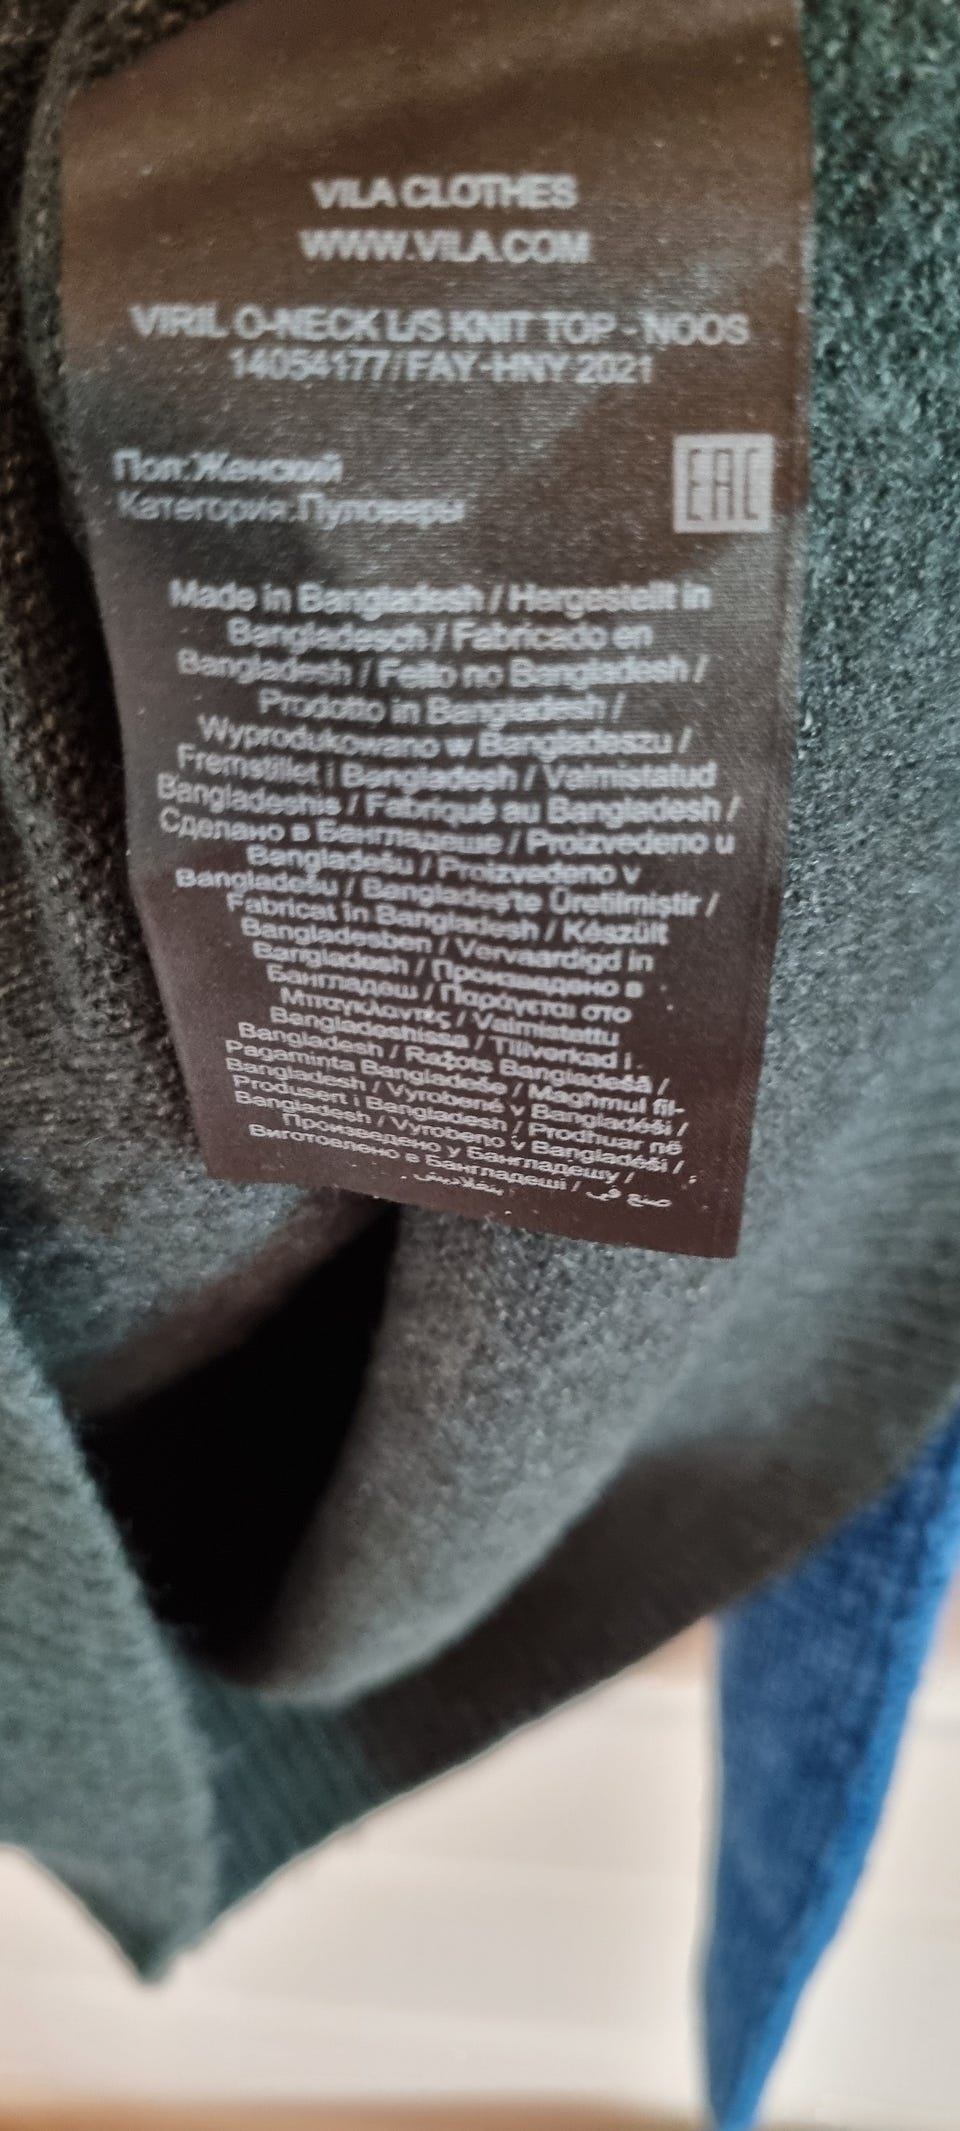 VILA CLOTHES
WWW.VILA.COM
VIRIL O-NECK L/S KNIT TOP - NOOS
14054177/FAY-HNY 2021
Пол:Женский
Категория:Пуловеры
EAC
Made in Bangladesh / Hergestellt in
Bangladesch / Fabricado en
Bangladesh / Feito no Bangladesh /
Prodotto in Bangladesh /
Wyprodukowano w Bangladeszu /
Fremstillet i Bangladesh / Valmistatud
Bangladeshis / Fabriqué au Bangladesh /
Сделано в Бангладеше / Proizvedeno u
Bangladešu / Proizvedeno v
Bangladešu / Bangladeş'te Üretilmiştir /
Fabricat în Bangladesh / Készült
Bangladesben / Vervaardigd in
Bangladesh / Произведено в
Бангладеш / Παράγεται στο
Μπαγκλαντές / Valmistettu
Bangladeshissa / Tillverkad i
Bangladesh / Ražots Bangladešā /
Pagaminta Bangladeše / Maghmul fil-
Bangladesh / Vyrobené v Bangladéši /
Produsert i Bangladesh / Prodhuar në
Bangladesh / Vyrobeno v Bangladéši /
Произведено у Бангладешу /
Виготовлено в Бангладеші / صنع في
بنغلاديش